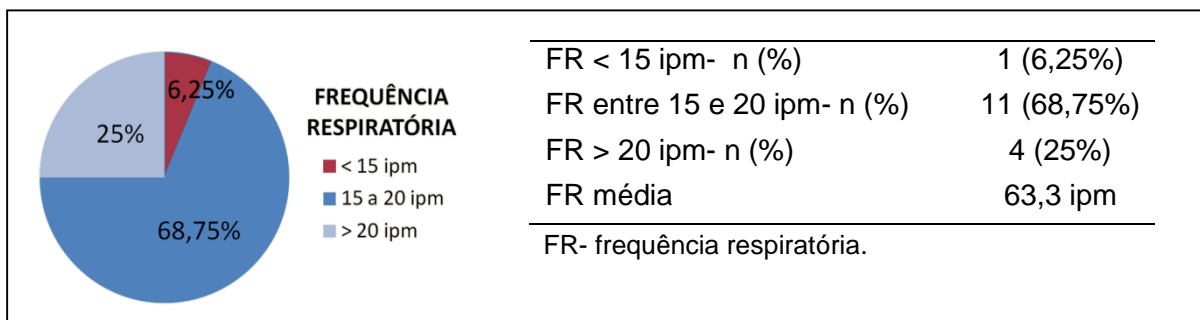 6,25%
25%
68,75%
FREQUÊNCIA
RESPIRATÓRIA
< 15 ipm
15 a 20 ipm
> 20 ipm
FR < 15 ipm- n (%) 1 (6,25%)
FR entre 15 e 20 ipm- n (%) 11 (68,75%)
FR > 20 ipm- n (%) 4 (25%)
FR média 63,3 ipm
FR- frequência respiratória.